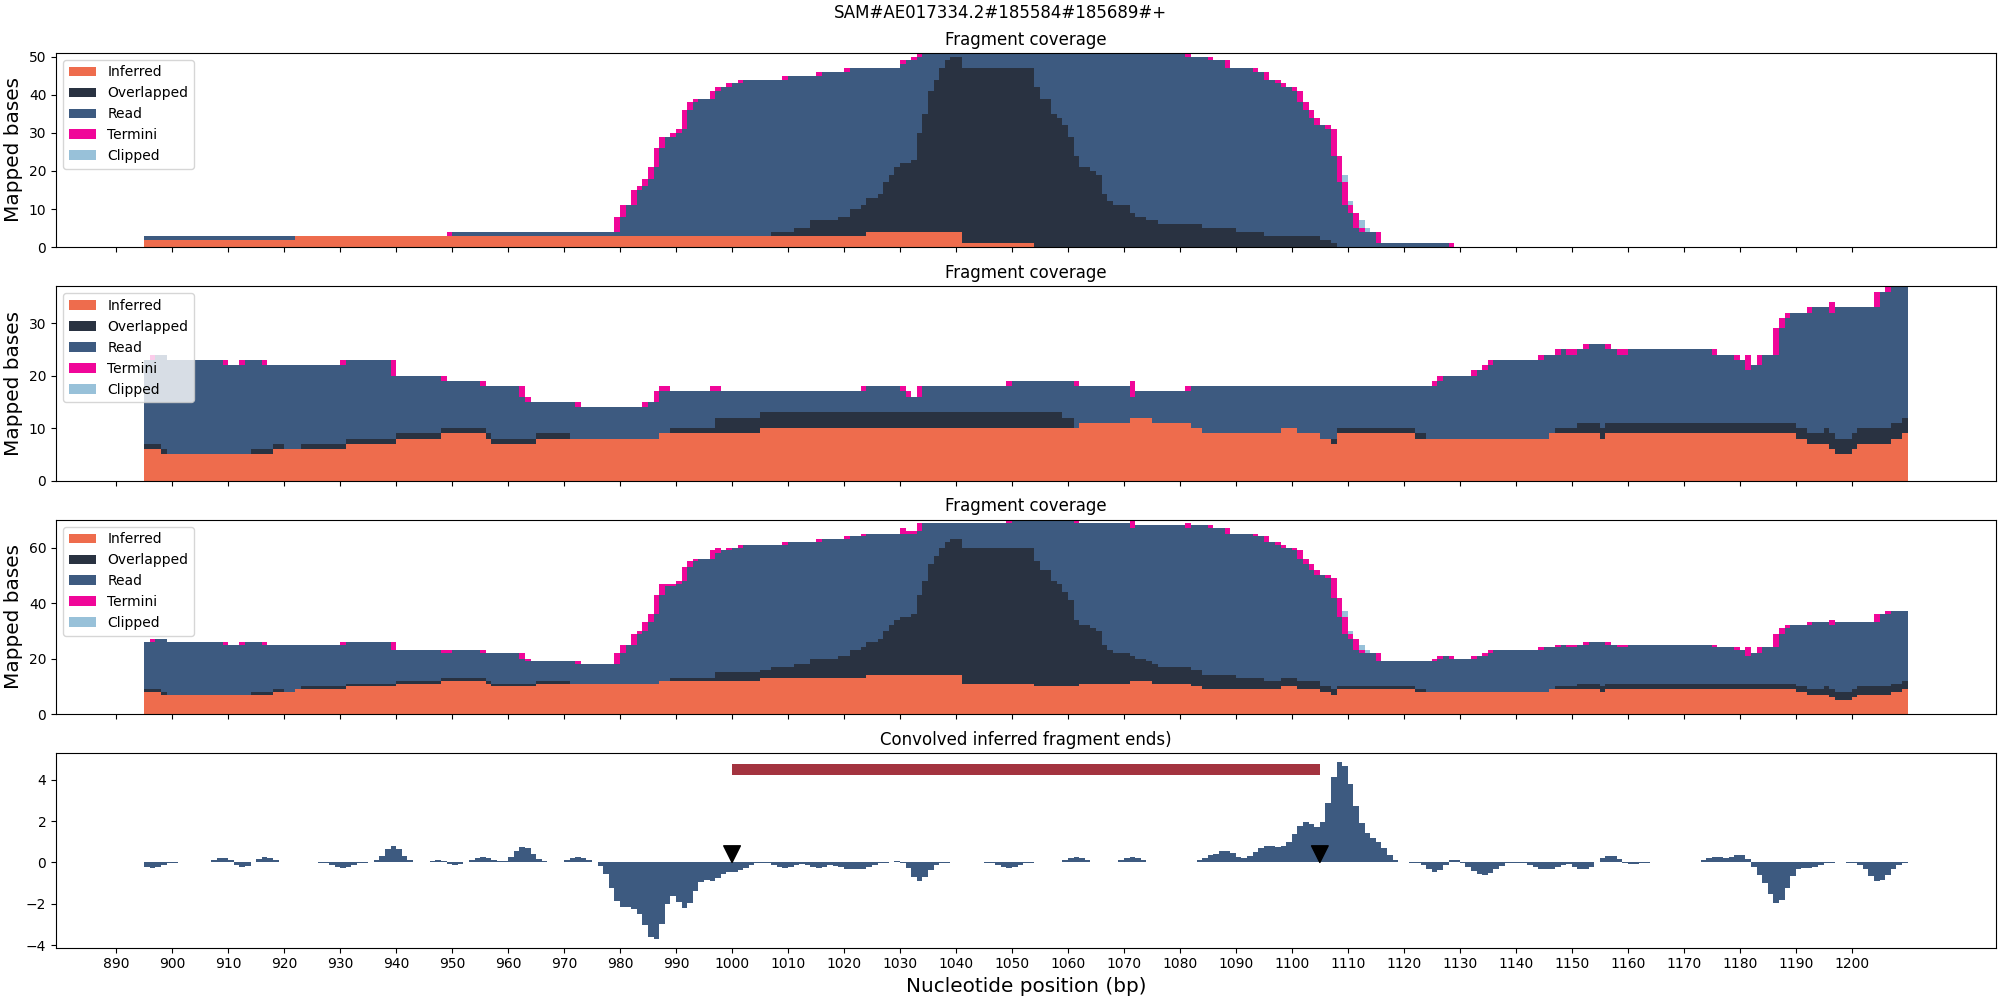 SAM#AE017334.2#185584#185689#+
Fragment coverage
Mapped bases
50
40
30
20
10
0
Inferred
Overlapped
Read
Termini
Clipped
Fragment coverage
Mapped bases
30
20
10
0
Inferred
Overlapped
Read
Termini
Clipped
Fragment coverage
Mapped bases
60
40
20
0
Inferred
Overlapped
Read
Termini
Clipped
Convolved inferred fragment ends)
4
2
0
−2
−4
890 900 910 920 930 940 950 960 970 980 990 1000 1010 1020 1030 1040 1050 1060 1070 1080 1090 1100 1110 1120 1130 1140 1150 1160 1170 1180 1190 1200
Nucleotide position (bp)